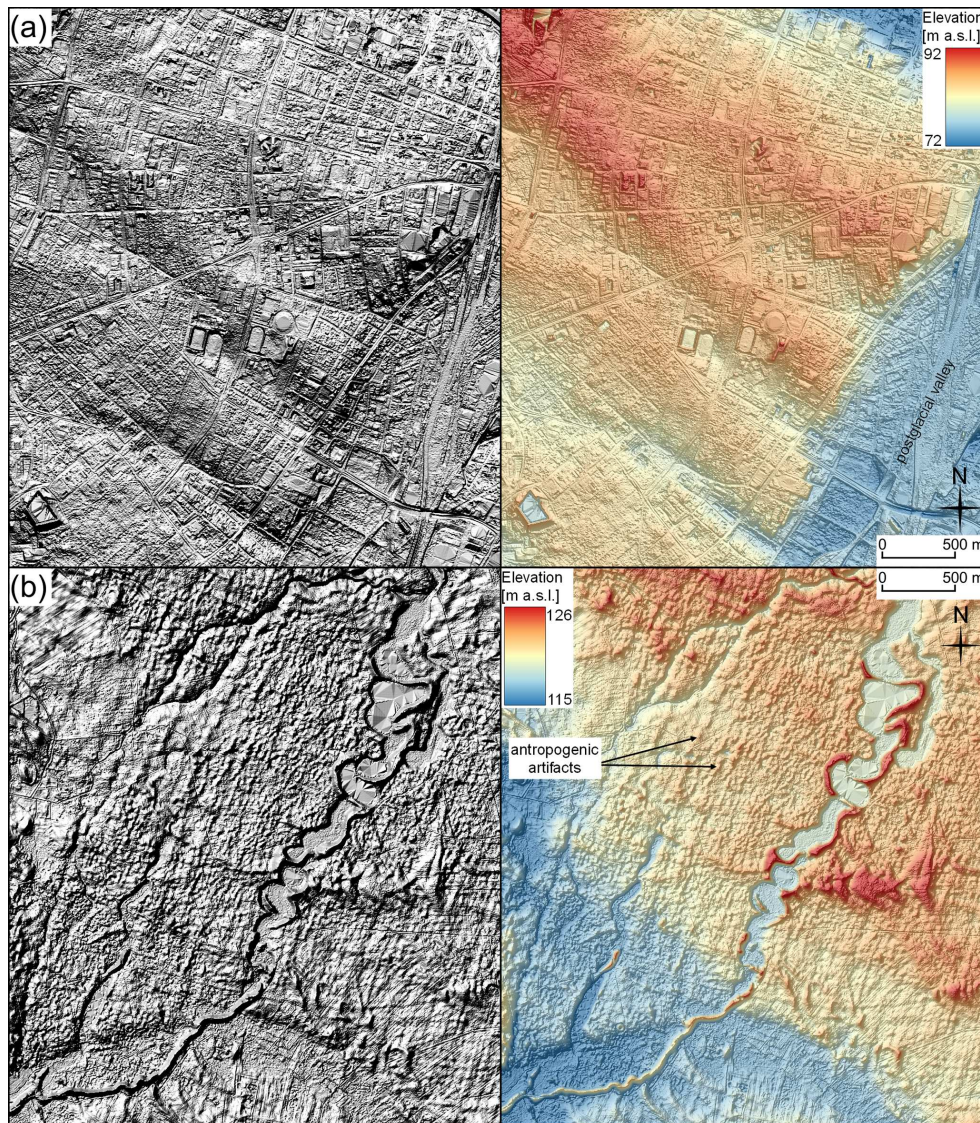 (a)
Elevation
[m a.s.l.]
92
72
postglacial valley
N
0 500 m
(b)
Elevation
[m a.s.l.]
126
115
0 500 m
N
antropogenic
artifacts